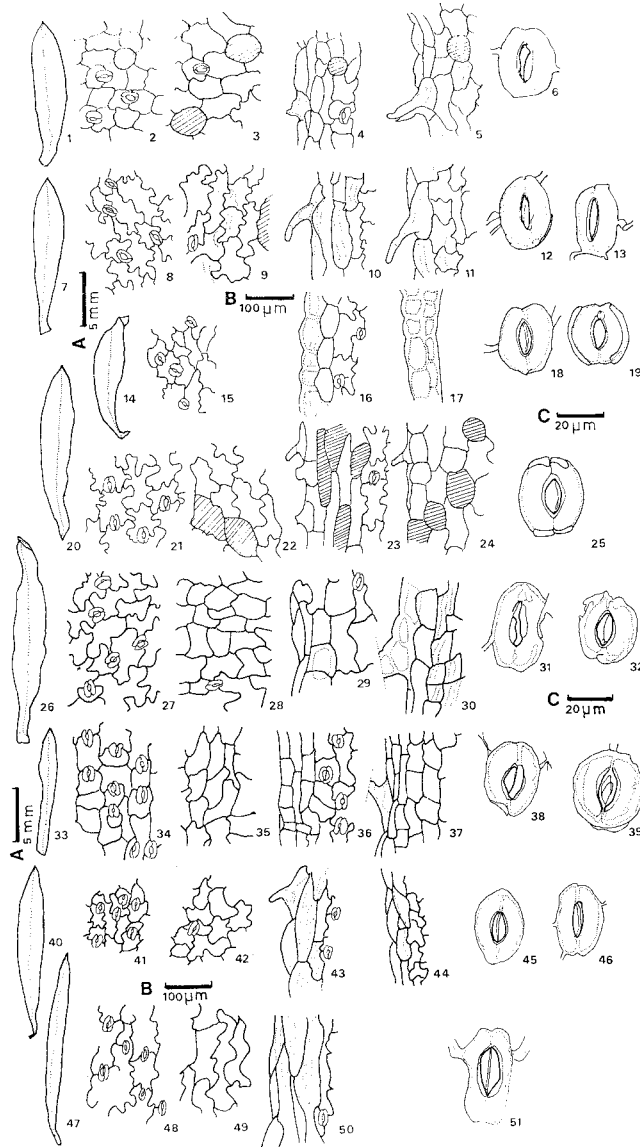 1 2 3 4 5 6
7 8 9 10 11 12 13
A 5 mm
B 100 µm
14 15 16 17 18 19
C 20 µm
20 21 22 23 24 25
26 27 28 29 30 31 32
C 20 µm
33 34 35 36 37 38 39
A 5 mm
40 41 42 43 44 45 46
B 100 µm
47 48 49 50 51